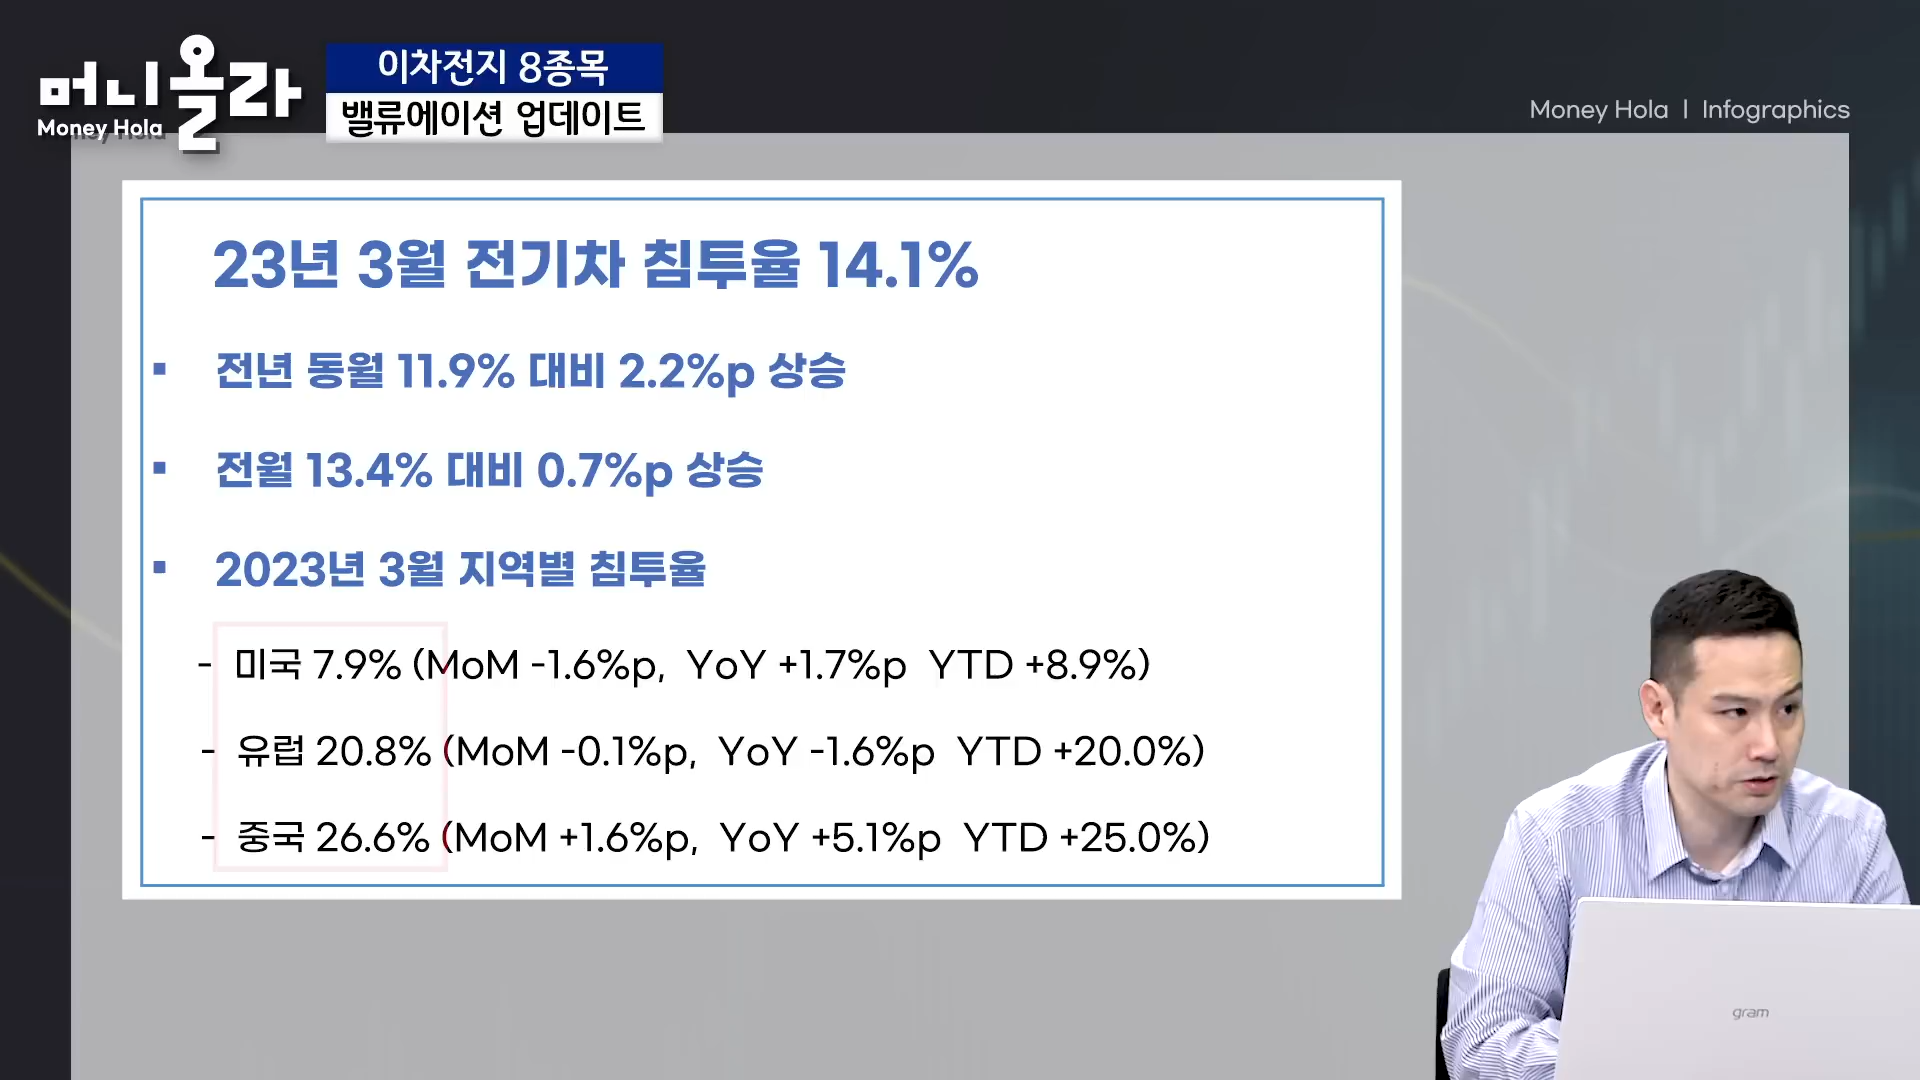 머니올라
Money Hola
이차전지 8종목
밸류에이션 업데이트
Money Hola | Infographics
23년 3월 전기차 침투율 14.1%
▪ 전년 동월 11.9% 대비 2.2%p 상승
▪ 전월 13.4% 대비 0.7%p 상승
▪ 2023년 3월 지역별 침투율
- 미국 7.9% (MoM -1.6%p, YoY +1.7%p YTD +8.9%)
- 유럽 20.8% (MoM -0.1%p, YoY -1.6%p YTD +20.0%)
- 중국 26.6% (MoM +1.6%p, YoY +5.1%p YTD +25.0%)
gram